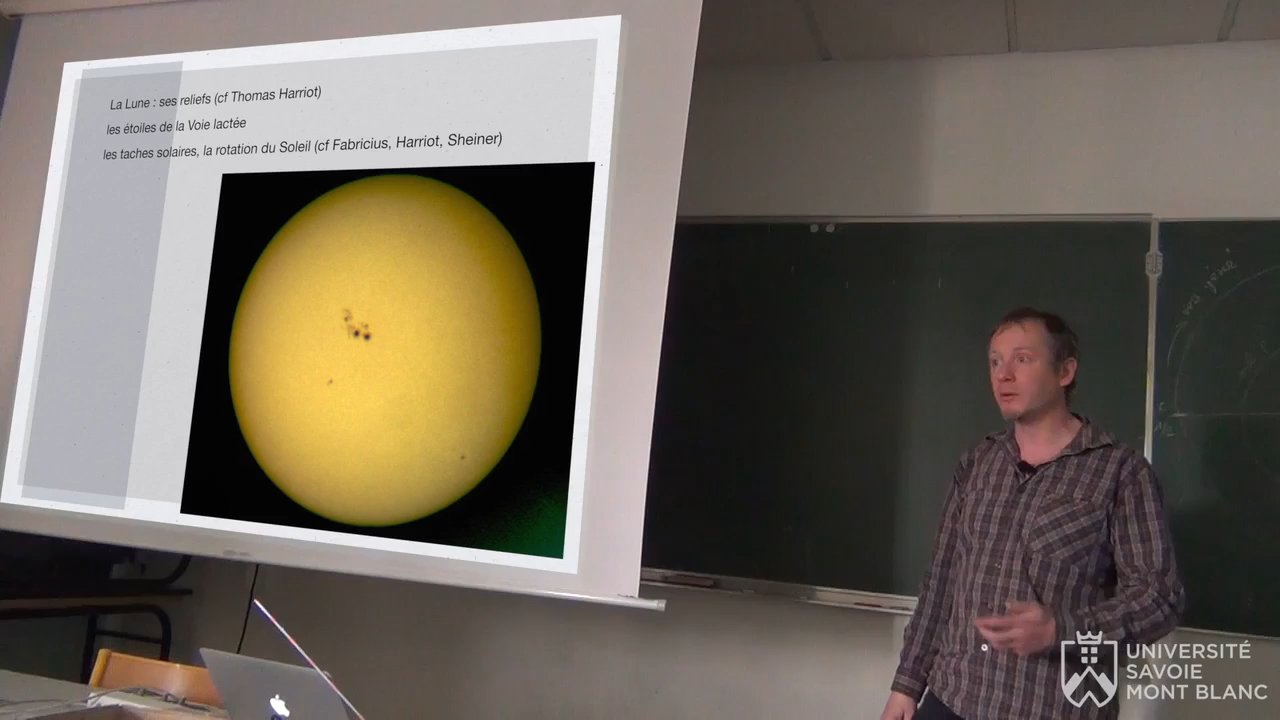 La Lune : ses reliefs (cf Thomas Harriot)
les étoiles de la Voie lactée
les taches solaires, la rotation du Soleil (cf Fabricius, Harriot, Sheiner)
UNIVERSITÉ
SAVOIE
MONT BLANC